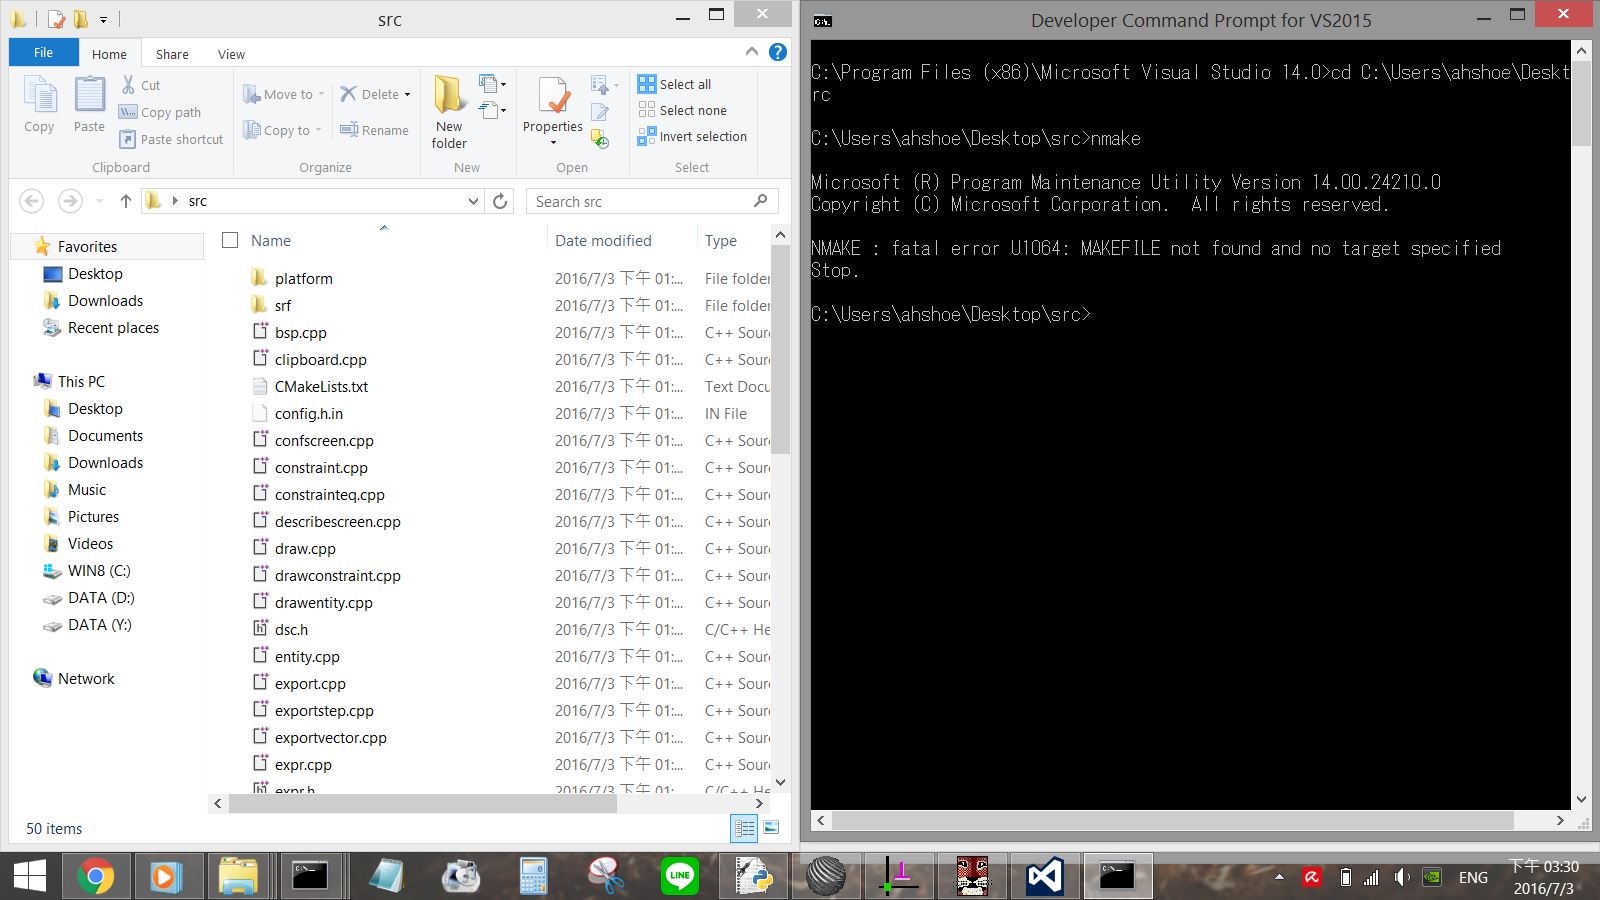 src
File
Home
Share
View
Copy
Paste
Cut
Copy path
Paste shortcut
Clipboard
Move to
Copy to
Delete
Rename
Organize
New
folder
New
Properties
Open
Select all
Select none
Invert selection
Select
src
Search src
Favorites
Desktop
Downloads
Recent places
This PC
Desktop
Documents
Downloads
Music
Pictures
Videos
WIN8 (C:)
DATA (D:)
DATA (Y:)
Network
Name Date modified Type
platform 2016/7/3 下午 01:... File folder
srf 2016/7/3 下午 01:... File folder
bsp.cpp 2016/7/3 下午 01:... C++ Sour
clipboard.cpp 2016/7/3 下午 01:... C++ Sour
CMakeLists.txt 2016/7/3 下午 01:... Text Docu
config.h.in 2016/7/3 下午 01:... IN File
confscreen.cpp 2016/7/3 下午 01:... C++ Sour
constraint.cpp 2016/7/3 下午 01:... C++ Sour
constrainteq.cpp 2016/7/3 下午 01:... C++ Sour
describescreen.cpp 2016/7/3 下午 01:... C++ Sour
draw.cpp 2016/7/3 下午 01:... C++ Sour
drawconstraint.cpp 2016/7/3 下午 01:... C++ Sour
drawentity.cpp 2016/7/3 下午 01:... C++ Sour
dsc.h 2016/7/3 下午 01:... C/C++ He
entity.cpp 2016/7/3 下午 01:... C++ Sour
export.cpp 2016/7/3 下午 01:... C++ Sour
exportstep.cpp 2016/7/3 下午 01:... C++ Sour
exportvector.cpp 2016/7/3 下午 01:... C++ Sour
expr.cpp 2016/7/3 下午 01:... C++ Sour
expr.h 2016/7/3 下午 01:... C/C++ He
50 items
Developer Command Prompt for VS2015
C:\Program Files (x86)\Microsoft Visual Studio 14.0>cd C:\Users\ahshoe\Deskt
rc
C:\Users\ahshoe\Desktop\src>nmake
Microsoft (R) Program Maintenance Utility Version 14.00.24210.0
Copyright (C) Microsoft Corporation.  All rights reserved.
NMAKE : fatal error U1064: MAKEFILE not found and no target specified
Stop.
C:\Users\ahshoe\Desktop\src>
LINE
ENG
下午 03:30
2016/7/3